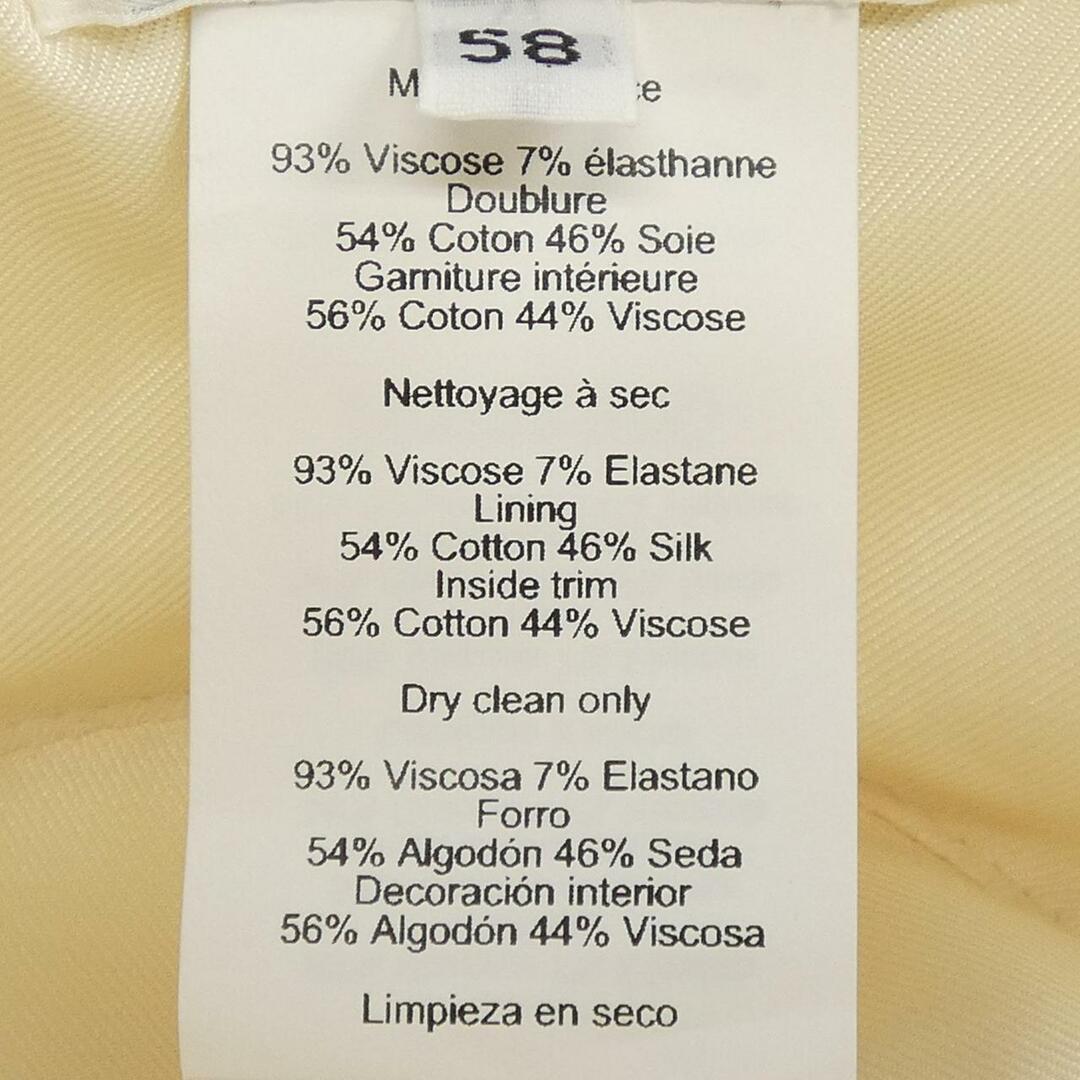 58
93% Viscose 7% élasthanne
Doublure
54% Coton 46% Soie
Garniture intérieure
56% Coton 44% Viscose
Nettoyage à sec
93% Viscose 7% Elastane
Lining
54% Cotton 46% Silk
Inside trim
56% Cotton 44% Viscose
Dry clean only
93% Viscosa 7% Elastano
Forro
54% Algodón 46% Seda
Decoración interior
56% Algodón 44% Viscosa
Limpieza en seco